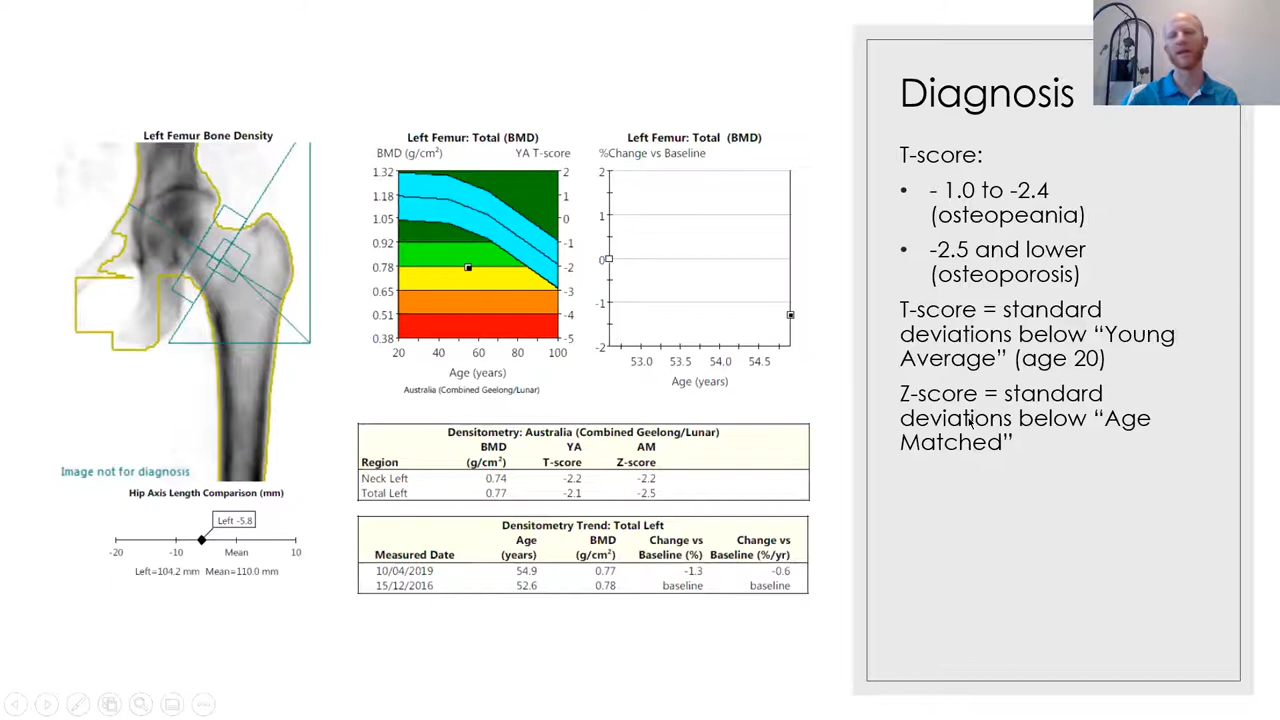 Left Femur Bone Density
Image not for diagnosis
Hip Axis Length Comparison (mm)
Left -5.8
-20 -10 Mean 10
Left=104.2 mm Mean=110.0 mm
Left Femur: Total (BMD)
BMD (g/cm²) YA T-score
1.32 2
1.18 1
1.05 0
0.92 -1
0.78 -2
0.65 -3
0.51 -4
0.38 -5
20 40 60 80 100
Age (years)
Australia (Combined Geelong/Lunar)
Left Femur: Total (BMD)
%Change vs Baseline
2
1
0
-1
-2
53.0 53.5 54.0 54.5
Age (years)
Densitometry: Australia (Combined Geelong/Lunar)
BMD YA AM
Region (g/cm²) T-score Z-score
Neck Left 0.74 -2.2 -2.2
Total Left 0.77 -2.1 -2.5
Densitometry Trend: Total Left
Age BMD Change vs Change vs
Measured Date (years) (g/cm²) Baseline (%) Baseline (%/yr)
10/04/2019 54.9 0.77 -1.3 -0.6
15/12/2016 52.6 0.78 baseline baseline
Diagnosis
T-score:
• - 1.0 to -2.4
(osteopeania)
• -2.5 and lower
(osteoporosis)
T-score = standard
deviations below “Young
Average” (age 20)
Z-score = standard
deviations below “Age
Matched”